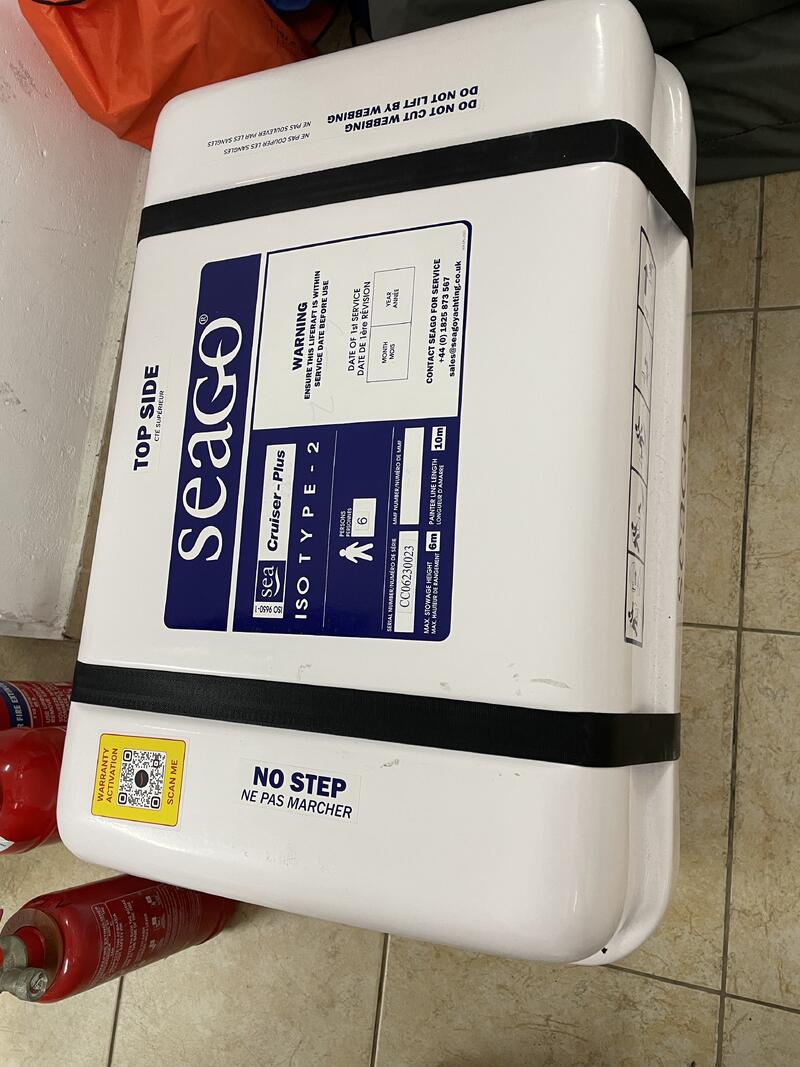 DO NOT CUT WEBBING
DO NOT LIFT BY WEBBING
NE PAS COUPER LES SANGLES
NE PAS SOULEVER PAR LES SANGLES
TOP SIDE
CTÉ SUPÉRIEUR
seaGO®
ISO 9650-1
sea
Cruiser - Plus
ISO TYPE - 2
PERSONS
PERSONNES
6
SERIAL NUMBER/NUMÉRO DE SÉRIE
CC06230023
MMF NUMBER/NUMÉRO DE MMF
MAX. STOWAGE HEIGHT
MAX. HAUTEUR DE RANGEMENT
6m
PAINTER LINE LENGTH
LONGUEUR D'AMARRE
10m
WARNING
ENSURE THIS LIFERAFT IS WITHIN
SERVICE DATE BEFORE USE
DATE OF 1st SERVICE
DATE DE 1ère RÉVISION
MONTH
MOIS
YEAR
ANNÉE
CONTACT SEAGO FOR SERVICE
+44 (0) 1825 873 567
sales@seagoyachting.co.uk
WARRANTY
ACTIVATION
SCAN ME
NO STEP
NE PAS MARCHER